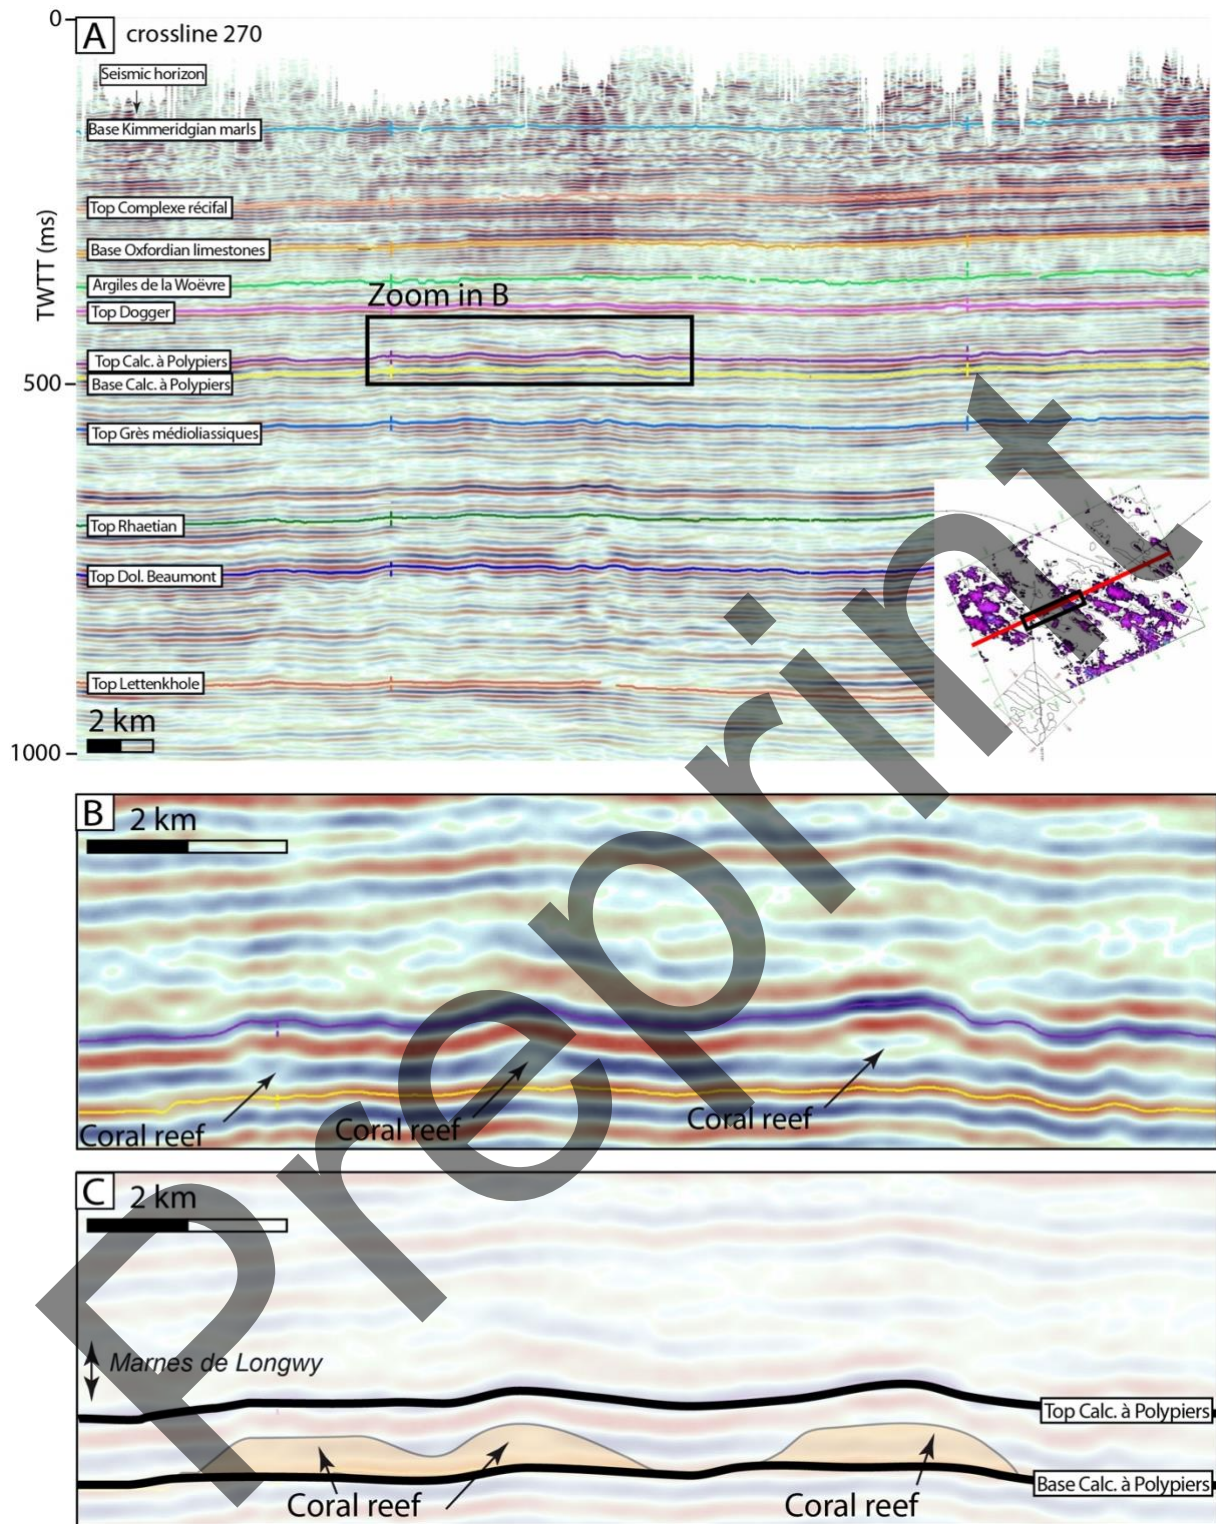 0
A crossline 270
Seismic horizon
Base Kimmeridgian marls
Top Complexe récifal
Base Oxfordian limestones
Argiles de la Woëvre
Zoom in B
Top Dogger
Top Calc. à Polypiers
500
Base Calc. à Polypiers
Top Grès médioliassiques
Top Rhaetian
Top Dol. Beaumont
Top Lettenkhole
2 km
1000
TWTT (ms)
B 2 km
Coral reef
Coral reef
Coral reef
C 2 km
Marnes de Longwy
Top Calc. à Polypiers
Base Calc. à Polypiers
Coral reef
Coral reef
Preprint